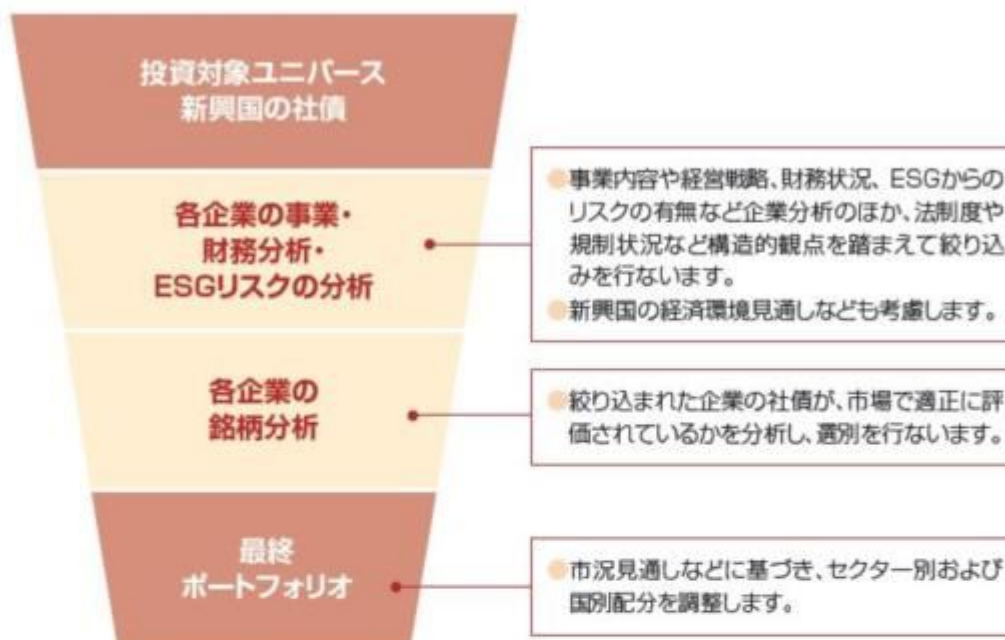 投資対象ユニバース
新興国の社債
各企業の事業・
財務分析・
ESGリスクの分析
●事業内容や経営戦略、財務状況、ESGからの
リスクの有無など企業分析のほか、法制度や
規制状況など構造的観点を踏まえて絞り込
みを行ないます。
●新興国の経済環境見通しなども考慮します。
各企業の
銘柄分析
●絞り込まれた企業の社債が、市場で適正に評
価されているかを分析し、選別を行ないます。
最終
ポートフォリオ
●市況見通しなどに基づき、セクター別および
国別配分を調整します。